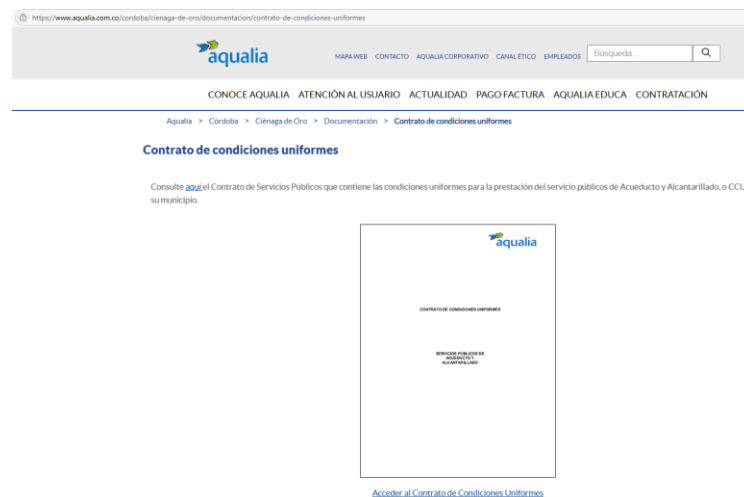 https://www.aqualia.com.co/cordoba/cienaga-de-oro/documentacion/contrato-de-condiciones-uniformes
aqualia
MAPA WEB CONTACTO AQUALIA CORPORATIVO CANAL ÉTICO EMPLEADOS Búsqueda...
CONOCE AQUALIA ATENCIÓN AL USUARIO ACTUALIDAD PAGO FACTURA AQUALIA EDUCA CONTRATACIÓN
Aqualia > Córdoba > Ciénaga de Oro > Documentación > Contrato de condiciones uniformes
Contrato de condiciones uniformes
Consulte aquí el Contrato de Servicios Públicos que contiene las condiciones uniformes para la prestación del servicio públicos de Acueducto y Alcantarillado, o CCU
su municipio.
aqualia
CONTRATO DE CONDICIONES UNIFORMES
SERVICIOS PÚBLICOS DE
ACUEDUCTO Y
ALCANTARILLADO
Acceder al Contrato de Condiciones Uniformes